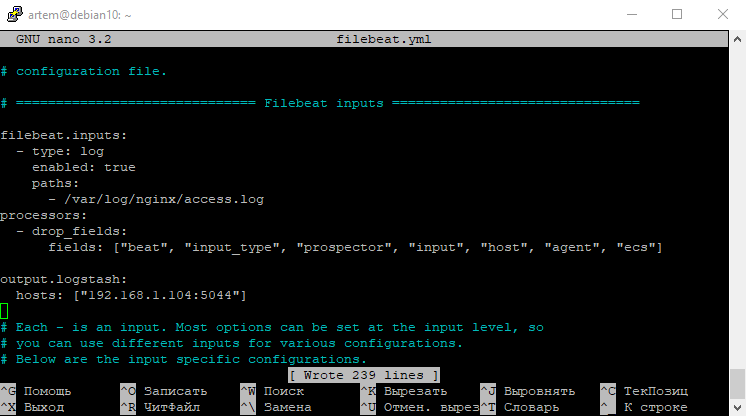 artem@debian10: ~
GNU nano 3.2 filebeat.yml
# configuration file.
# ============================== Filebeat inputs ===============================
filebeat.inputs:
  - type: log
    enabled: true
    paths:
      - /var/log/nginx/access.log
processors:
  - drop_fields:
      fields: ["beat", "input_type", "prospector", "input", "host", "agent", "ecs"]
output.logstash:
  hosts: ["192.168.1.104:5044"]
# Each - is an input. Most options can be set at the input level, so
# you can use different inputs for various configurations.
# Below are the input specific configurations.
[ Wrote 239 lines ]
^G Помощь ^O Записать ^W Поиск ^K Вырезать ^J Выровнять ^C ТекПозиц
^X Выход ^R ЧитФайл ^\ Замена ^U Отмен. вырез ^T Словарь ^_ К строке